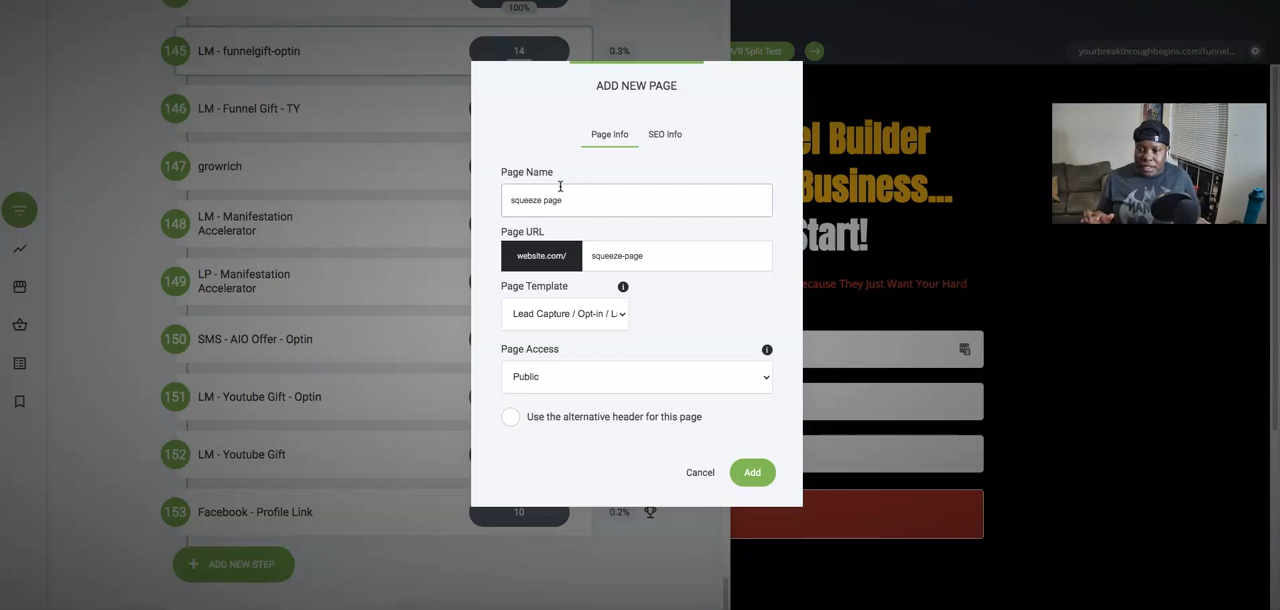 100%
145 LM - funnelgift-optin 14 0.3%
146 LM - Funnel Gift - TY
147 growrich
148 LM - Manifestation
Accelerator
149 LP - Manifestation
Accelerator
150 SMS - AIO Offer - Optin
151 LM - Youtube Gift - Optin
152 LM - Youtube Gift
153 Facebook - Profile Link 10 0.2%
+ ADD NEW STEP
ADD NEW PAGE
Page Info SEO Info
Page Name
squeeze page
Page URL
website.com/ squeeze-page
Page Template
Lead Capture / Opt-in / L
Page Access
Public
Use the alternative header for this page
Cancel Add
A/B Split Test
yourbreakthroughbegins.com/funnel...
el Builder
Business...
Start!
ecause They Just Want Your Hard